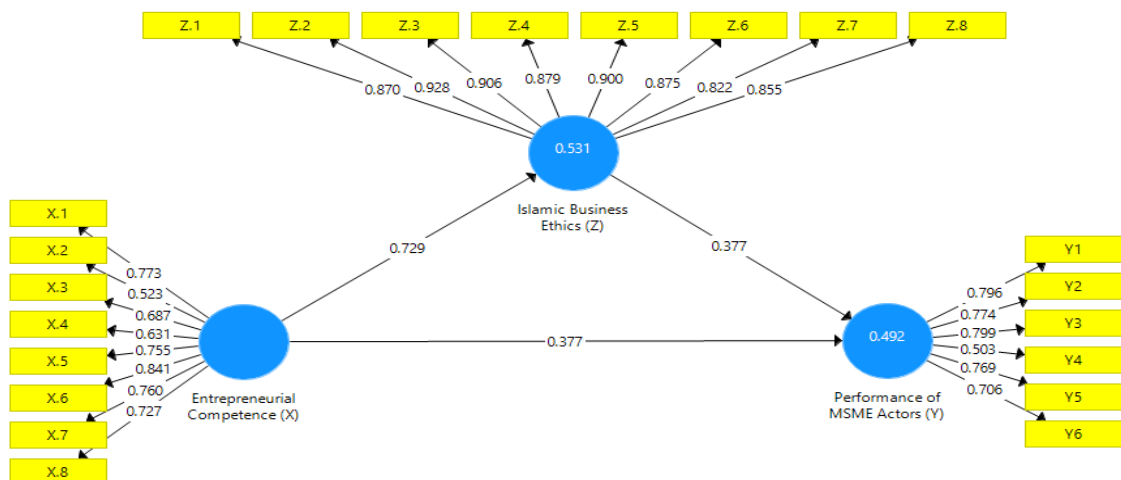 Z.1
Z.2
Z.3
Z.4
Z.5
Z.6
Z.7
Z.8
0.870
0.928
0.906
0.879
0.900
0.875
0.822
0.855
0.531
Islamic Business
Ethics (Z)
0.729
0.377
X.1
X.2
X.3
X.4
X.5
X.6
X.7
X.8
0.773
0.523
0.687
0.631
0.755
0.841
0.760
0.727
Entrepreneurial
Competence (X)
0.377
0.492
Performance of
MSME Actors (Y)
0.796
0.774
0.799
0.503
0.769
0.706
Y1
Y2
Y3
Y4
Y5
Y6